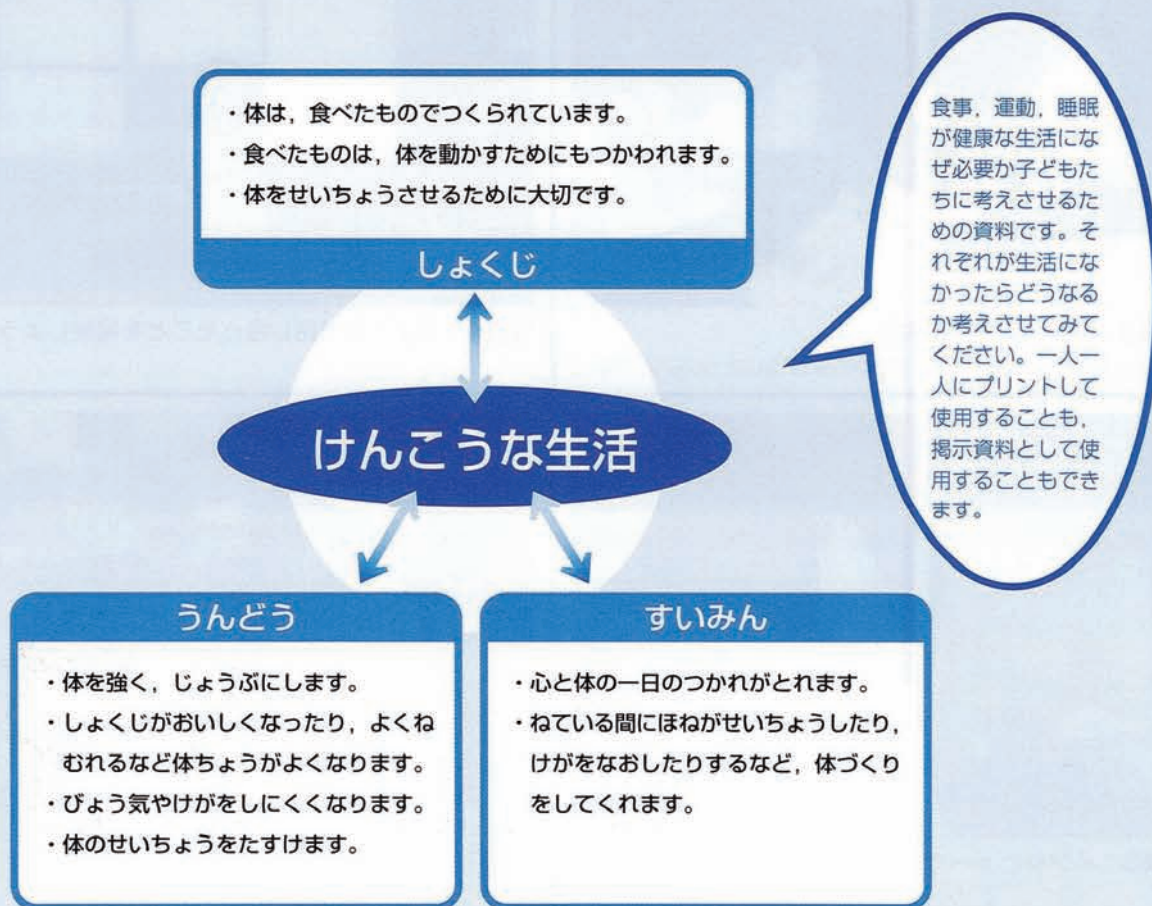 ・体は，食べたものでつくられています。
・食べたものは，体を動かすためにもつかわれます。
・体をせいちょうさせるために大切です。
しょくじ
けんこうな生活
うんどう
・体を強く，じょうぶにします。
・しょくじがおいしくなったり，よくね
むれるなど体ちょうがよくなります。
・びょう気やけがをしにくくなります。
・体のせいちょうをたすけます。
すいみん
・心と体の一日のつかれがとれます。
・ねている間にほねがせいちょうしたり，
けがをなおしたりするなど，体づくり
をしてくれます。
食事，運動，睡眠
が健康な生活にな
ぜ必要か子どもた
ちに考えさせるた
めの資料です。そ
れぞれが生活にな
かったらどうなる
か考えさせてみて
ください。一人一
人にプリントして
使用することも，
掲示資料として使
用することもでき
ます。